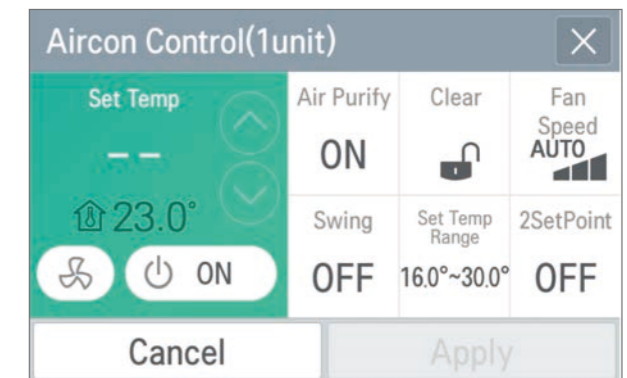 Aircon Control(1unit)
Set Temp
--
23.0°
ON
Air Purify
ON
Clear
Fan
Speed
AUTO
Swing
OFF
Set Temp
Range
16.0°~30.0°
2SetPoint
OFF
Cancel
Apply